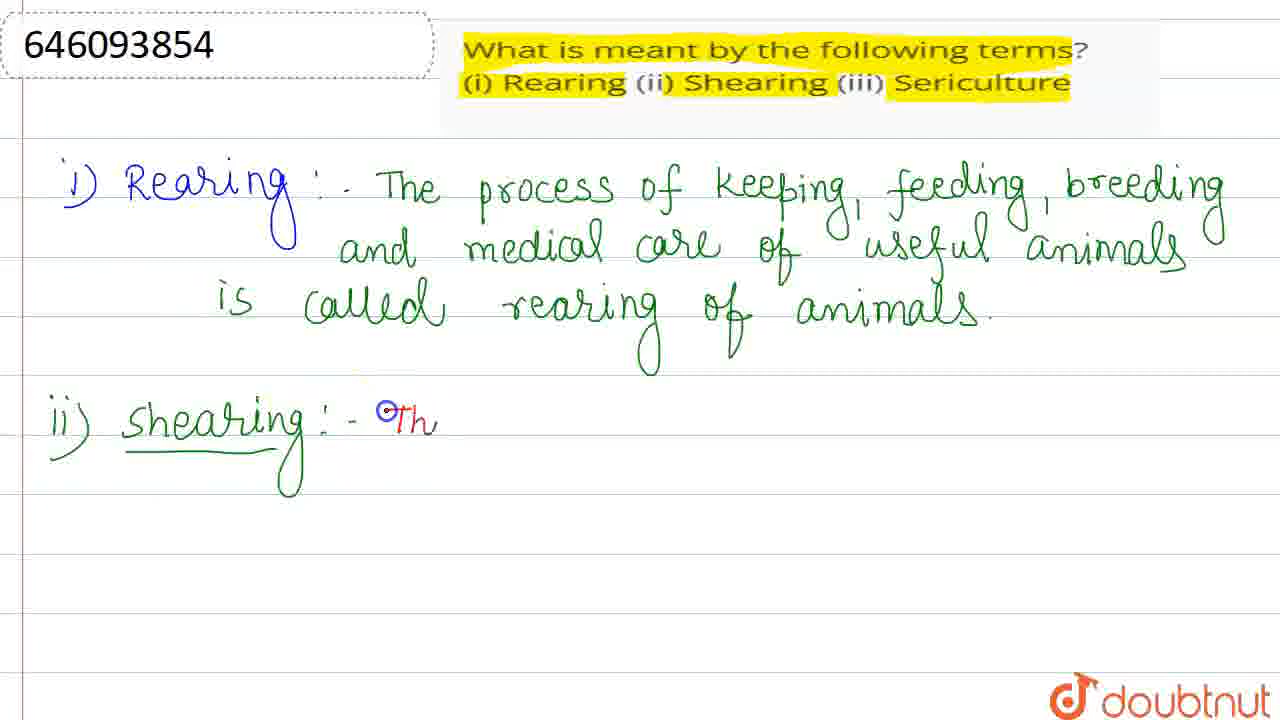 646093854
What is meant by the following terms?
(i) Rearing (ii) Shearing (iii) Sericulture
i) Rearing :- The process of keeping, feeding, breeding
and medical care of useful animals
is called rearing of animals.
ii) Shearing :- Th
doubtnut